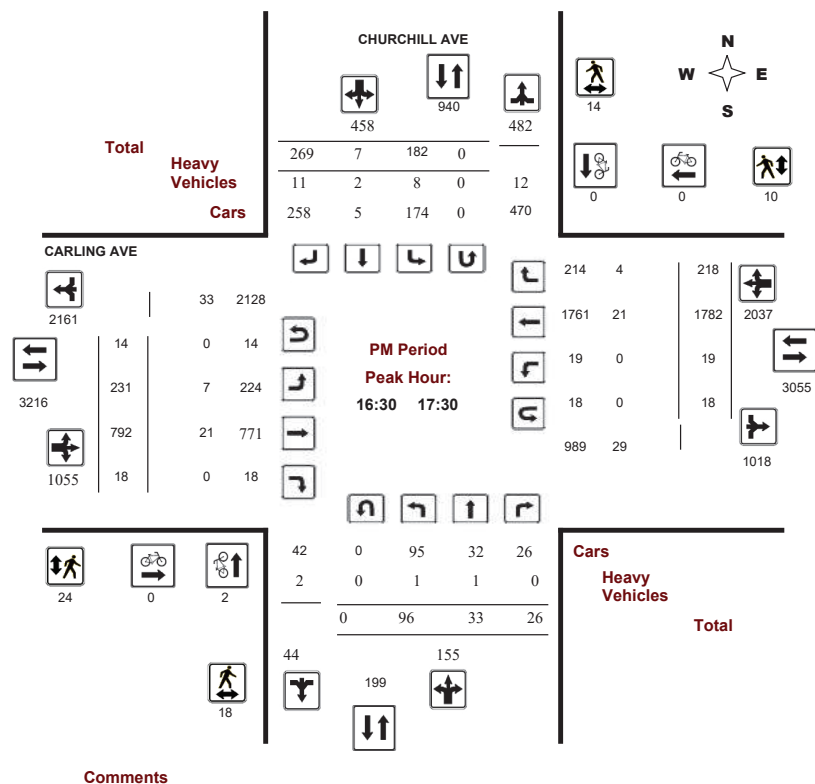 CHURCHILL AVE
N
W E
S
940
14
458
482
Total
269 7 182 0
Heavy
Vehicles
11 2 8 0 12
0 0 10
Cars
258 5 174 0 470
CARLING AVE
2161
33 2128
214 4 218
2037
1761 21 1782
14 0 14
PM Period
Peak Hour:
16:30 17:30
19 0 19
3216
231 7 224
3055
18 0 18
792 21 771
989 29
1018
1055
18 0 18
42 0 95 32 26
Cars
2 0 1 1 0
Heavy
Vehicles
24 0 2
0 96 33 26
Total
44 155
199
18
Comments